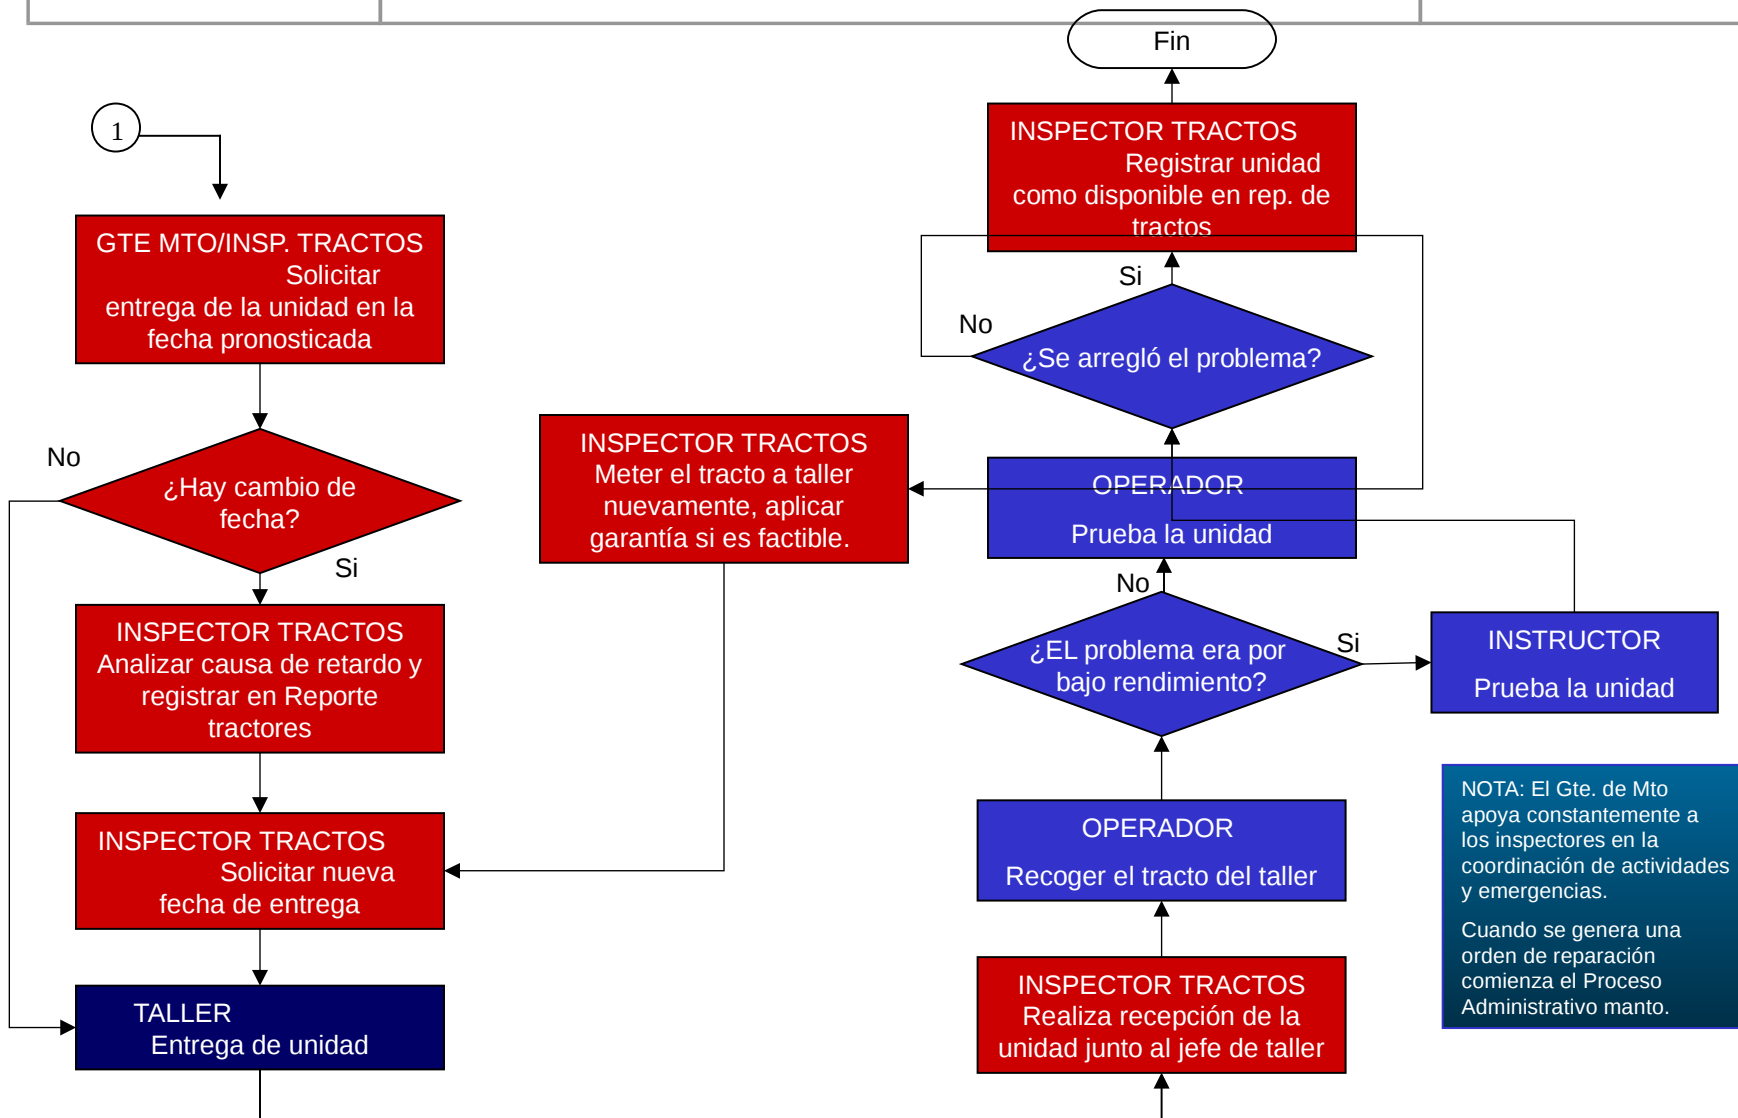 1
GTE MTO/INSP. TRACTOS
Solicitar
entrega de la unidad en la
fecha pronosticada
No
¿Hay cambio de
fecha?
Si
INSPECTOR TRACTOS
Analizar causa de retardo y
registrar en Reporte
tractores
INSPECTOR TRACTOS
Solicitar nueva
fecha de entrega
TALLER
Entrega de unidad
INSPECTOR TRACTOS
Meter el tracto a taller
nuevamente, aplicar
garantía si es factible.
Fin
INSPECTOR TRACTOS
Registrar unidad
como disponible en rep. de
tractos
Si
No
¿Se arregló el problema?
OPERADOR
Prueba la unidad
No
¿EL problema era por
bajo rendimiento?
Si
INSTRUCTOR
Prueba la unidad
OPERADOR
Recoger el tracto del taller
INSPECTOR TRACTOS
Realiza recepción de la
unidad junto al jefe de taller
NOTA: El Gte. de Mto
apoya constantemente a
los inspectores en la
coordinación de actividades
y emergencias.
Cuando se genera una
orden de reparación
comienza el Proceso
Administrativo manto.